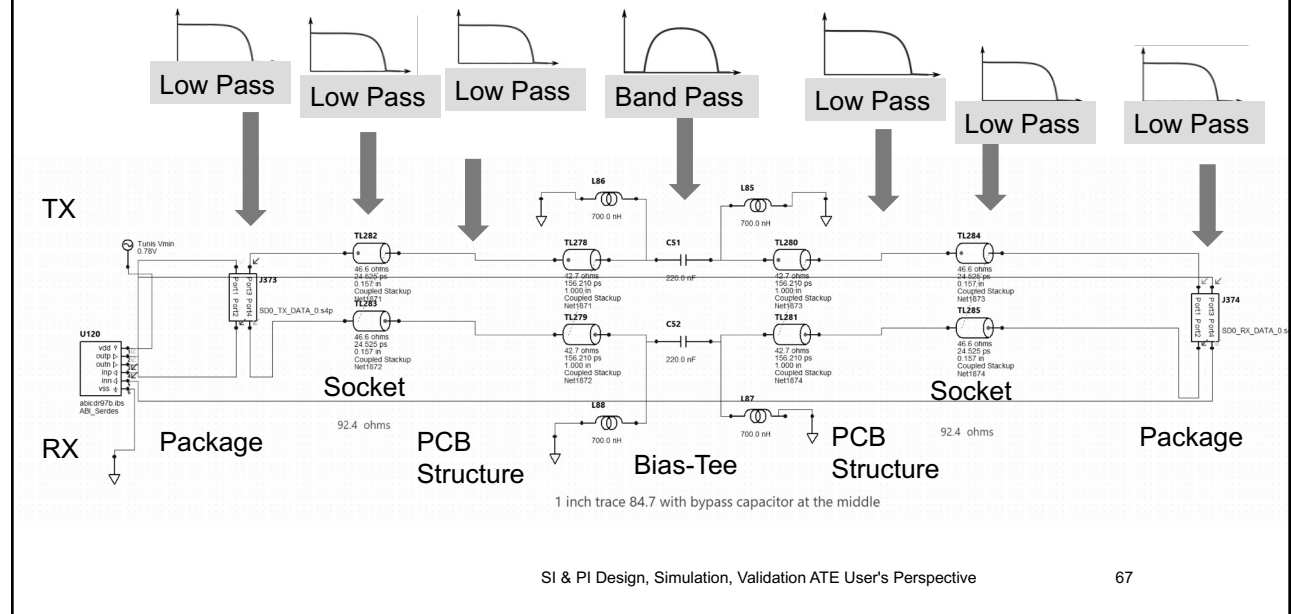 Low Pass
Low Pass
Low Pass
Band Pass
Low Pass
Low Pass
Low Pass
TX
Tunis Vmin
0.78V
L86
700.0 nH
L85
700.0 nH
TL282
46.6 ohms
24.525 ps
0.157 in
Coupled Stackup
Net1871
TL278
42.7 ohms
156.210 ps
1.000 in
Coupled Stackup
Net1871
C51
220.0 nF
TL280
42.7 ohms
156.210 ps
1.000 in
Coupled Stackup
Net1873
TL284
46.6 ohms
24.525 ps
0.157 in
Coupled Stackup
Net1873
J373
Port1 Port2
Port3 Port4
SD0_TX_DATA_0.s4p
J374
Port1 Port2
Port3 Port4
SD0_RX_DATA_0.s
TL283
46.6 ohms
24.525 ps
0.157 in
Coupled Stackup
Net1872
TL279
42.7 ohms
156.210 ps
1.000 in
Coupled Stackup
Net1872
C52
220.0 nF
TL281
42.7 ohms
156.210 ps
1.000 in
Coupled Stackup
Net1874
TL285
46.6 ohms
24.525 ps
0.157 in
Coupled Stackup
Net1874
U120
vdd
outp
outn
inp
inn
vss
abicdr97b.ibs
ABI_Serdes
L88
700.0 nH
L87
700.0 nH
Socket
Socket
92.4 ohms
92.4 ohms
RX
Package
PCB
Structure
Bias-Tee
PCB
Structure
Package
1 inch trace 84.7 with bypass capacitor at the middle
SI & PI Design, Simulation, Validation ATE User's Perspective
67